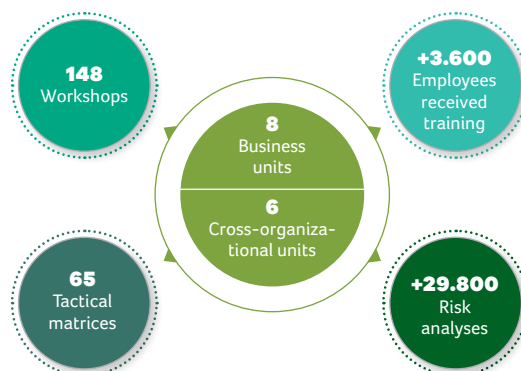 148
Workshops
+3.600
Employees
received
training
8
Business
units
6
Cross-organiza-
tional units
65
Tactical
matrices
+29.800
Risk
analyses